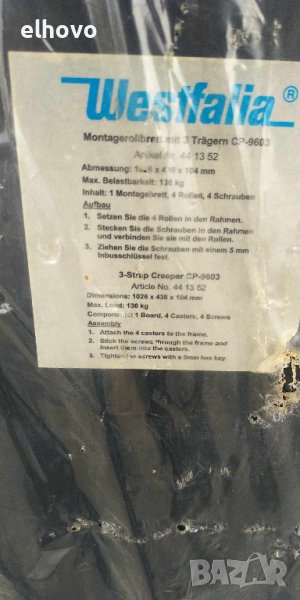 elhovo
Westfalia®
Montagerollbrett mit 3 Trägern CP-9603
Artikel Nr. 44 13 52
Abmessung: 1026 x 438 x 104 mm
Max. Belastbarkeit: 136 kg
Inhalt: 1 Montagebrett, 4 Rollen, 4 Schrauben
Aufbau
1. Setzen Sie die 4 Rollen in den Rahmen.
2. Stecken Sie die Schrauben in den Rahmen
und verbinden Sie sie mit den Rollen.
3. Ziehen Sie die Schrauben mit einem 5 mm
Inbusschlüssel fest.
3-Strap Creeper CP-9603
Article No. 44 13 52
Dimensions: 1026 x 438 x 104 mm
Max. Load: 136 kg
Components: 1 Board, 4 Casters, 4 Screws
Assembly
1. Attach the 4 casters to the frame.
2. Stick the screws through the frame and
insert them into the casters.
3. Tighten the screws with a 5mm hex key.
BAZAR.bg